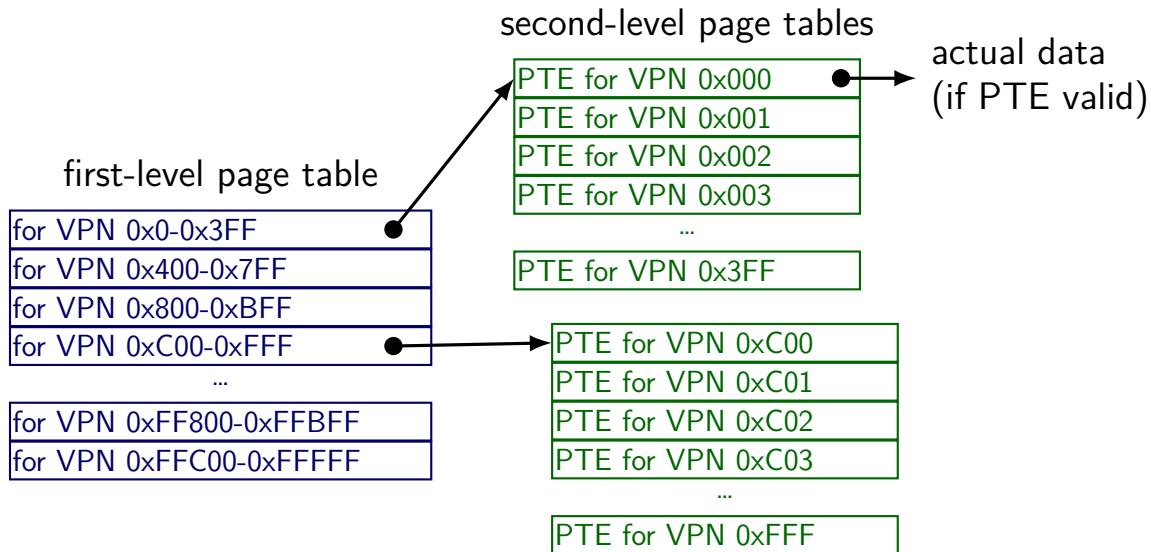 second-level page tables
actual data
(if PTE valid)
PTE for VPN 0x000
PTE for VPN 0x001
PTE for VPN 0x002
PTE for VPN 0x003
...
PTE for VPN 0x3FF
first-level page table
for VPN 0x0-0x3FF
for VPN 0x400-0x7FF
for VPN 0x800-0xBFF
for VPN 0xC00-0xFFF
...
for VPN 0xFF800-0xFFBFF
for VPN 0xFFC00-0xFFFFF
PTE for VPN 0xC00
PTE for VPN 0xC01
PTE for VPN 0xC02
PTE for VPN 0xC03
...
PTE for VPN 0xFFF